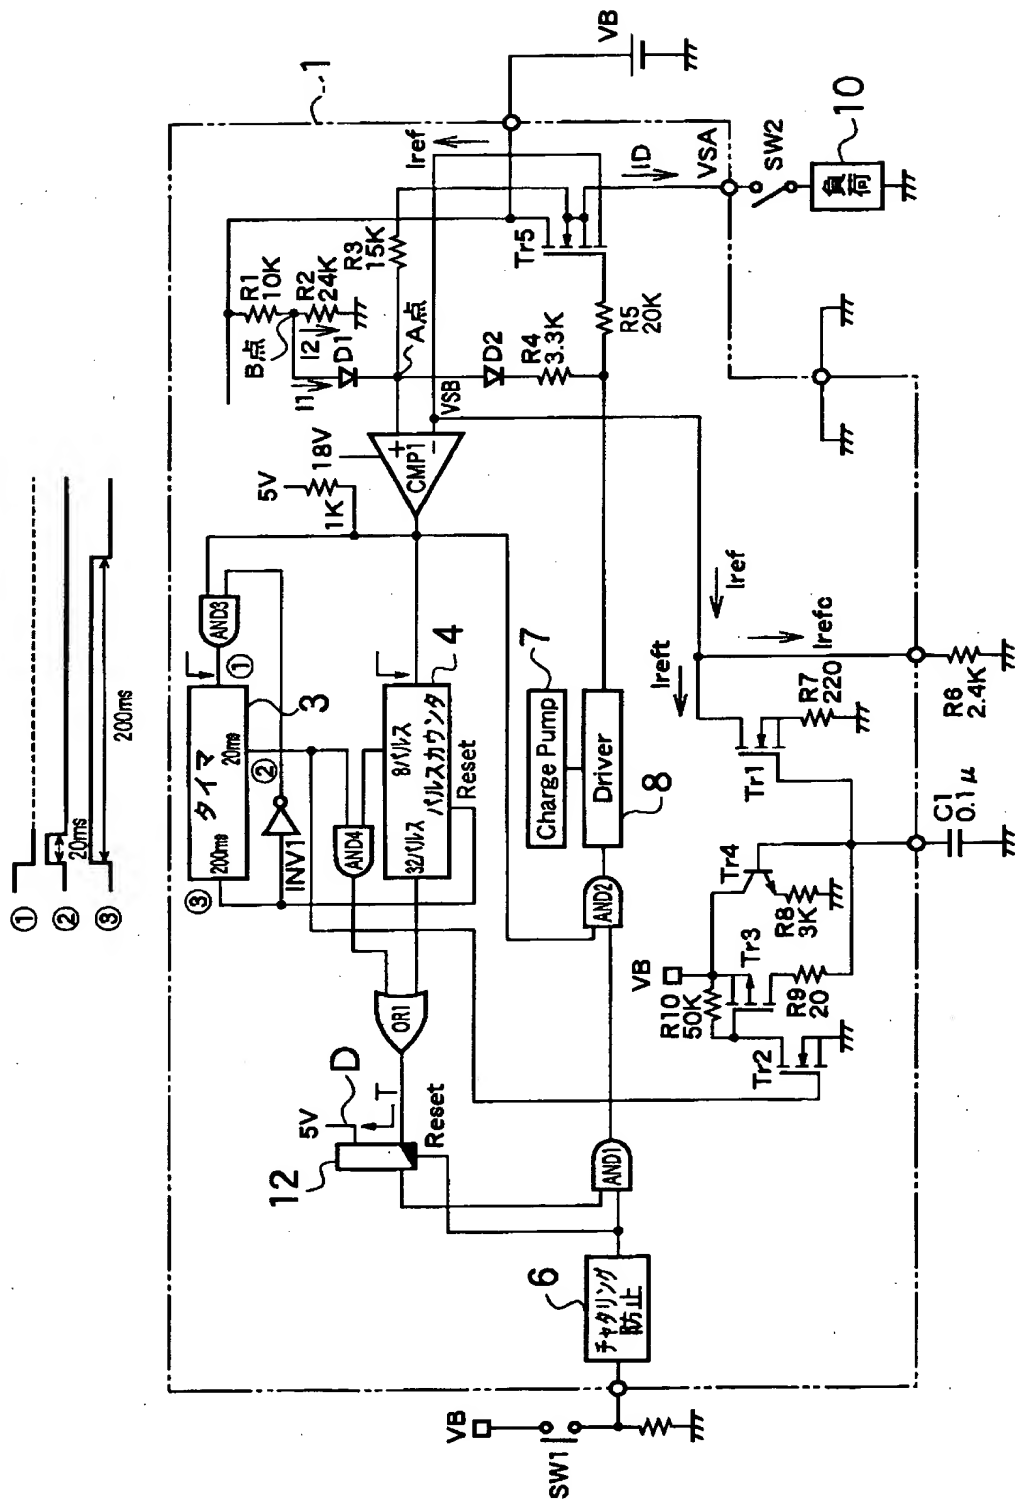 ①
②
③
20ms
200ms
1
VB
VB
SW1
6
チャタリング
防止
12
5V
D
T
Reset
AND1
OR1
③
200ms
タイマ
20ms
3
①
②
INV1
AND3
AND4
32パルス
8パルス
パルスカウンタ
Reset
4
7
Charge Pump
Driver
8
AND2
5V
1K
18V
CMP1
+
−
VSB
I1
D1
B点
I2
R1
10K
R2
24K
R3
15K
A点
D2
R4
3.3K
R5
20K
Tr5
Iref
ID
VSA
SW2
負荷
10
Iref
Ireft
Irefc
R6
2.4K
R7
220
Tr1
C1
0.1μ
Tr4
R8
3K
Tr3
R9
20
VB
R10
50K
Tr2